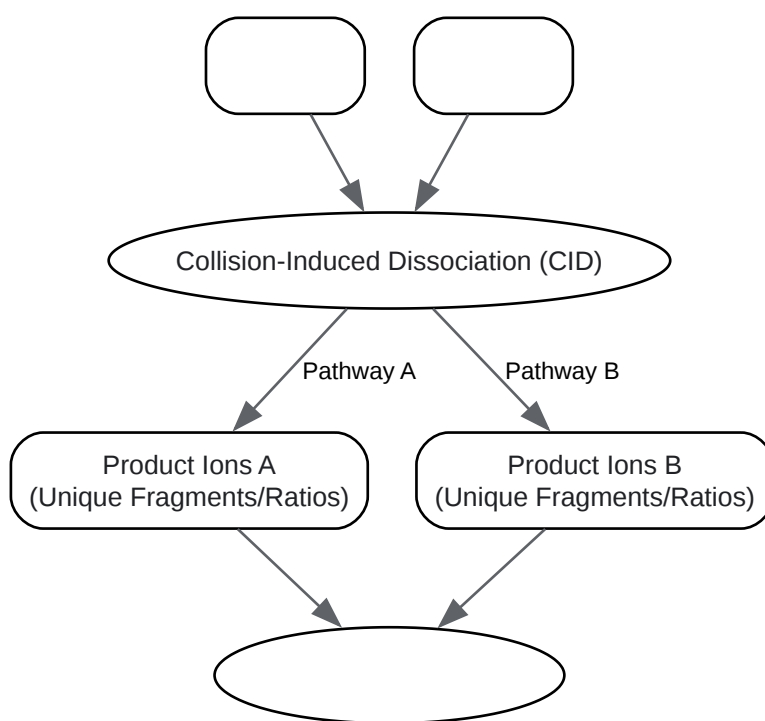 Collision-Induced Dissociation (CID)
Pathway A
Pathway B
Product Ions A
(Unique Fragments/Ratios)
Product Ions B
(Unique Fragments/Ratios)